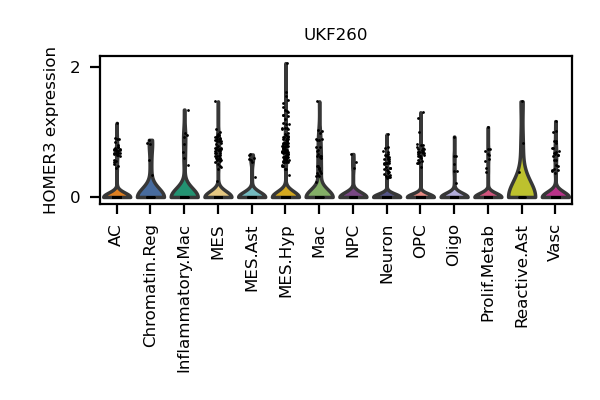 UKF260
HOMER3 expression
2
0
AC
Chromatin.Reg
Inflammatory.Mac
MES
MES.Ast
MES.Hyp
Mac
NPC
Neuron
OPC
Oligo
Prolif.Metab
Reactive.Ast
Vasc